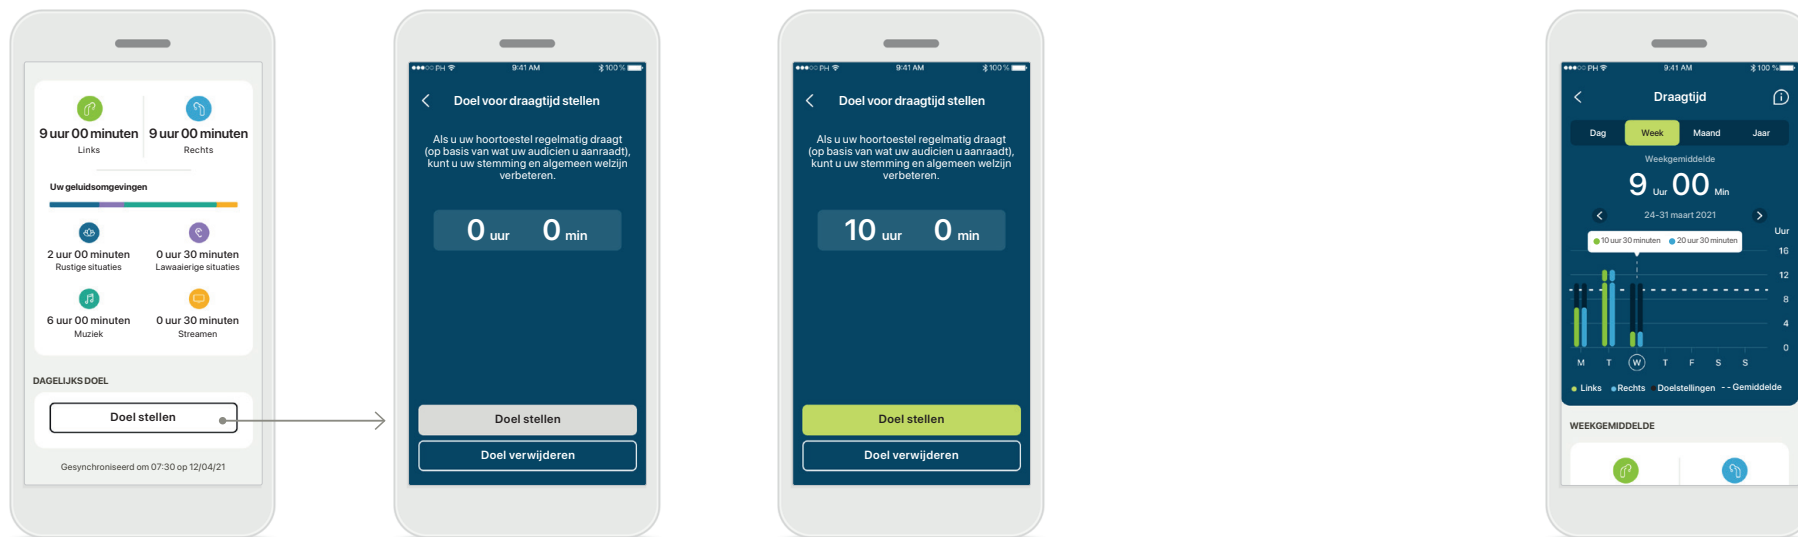 9 uur 00 minuten
Links
9 uur 00 minuten
Rechts
Uw geluidsomgevingen
2 uur 00 minuten
Rustige situaties
0 uur 30 minuten
Lawaaierige situaties
6 uur 00 minuten
Muziek
0 uur 30 minuten
Streamen
DAGELIJKS DOEL
Doel stellen
Gesynchroniseerd om 07:30 op 12/04/21
PH 9:41 AM 100 %
Doel voor draagtijd stellen
Als u uw hoortoestel regelmatig draagt
(op basis van wat uw audicien u aanraadt),
kunt u uw stemming en algemeen welzijn
verbeteren.
0 uur 0 min
Doel stellen
Doel verwijderen
PH 9:41 AM 100 %
Doel voor draagtijd stellen
Als u uw hoortoestel regelmatig draagt
(op basis van wat uw audicien u aanraadt),
kunt u uw stemming en algemeen welzijn
verbeteren.
10 uur 0 min
Doel stellen
Doel verwijderen
PH 9:41 AM 100 %
Draagtijd
Dag Week Maand Jaar
Weekgemiddelde
9 Uur 00 Min
24-31 maart 2021
Uur
10 uur 30 minuten 20 uur 30 minuten
16
12
8
4
0
M T W T F S S
Links Rechts Doelstellingen -- Gemiddelde
WEEKGEMIDDELDE